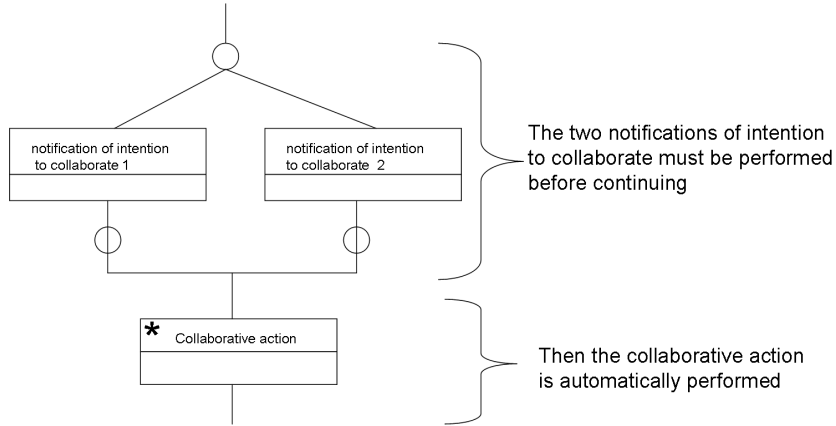 notification of intention
to collaborate 1
notification of intention
to collaborate 2
The two notifications of intention
to collaborate must be performed
before continuing
* Collaborative action
Then the collaborative action
is automatically performed